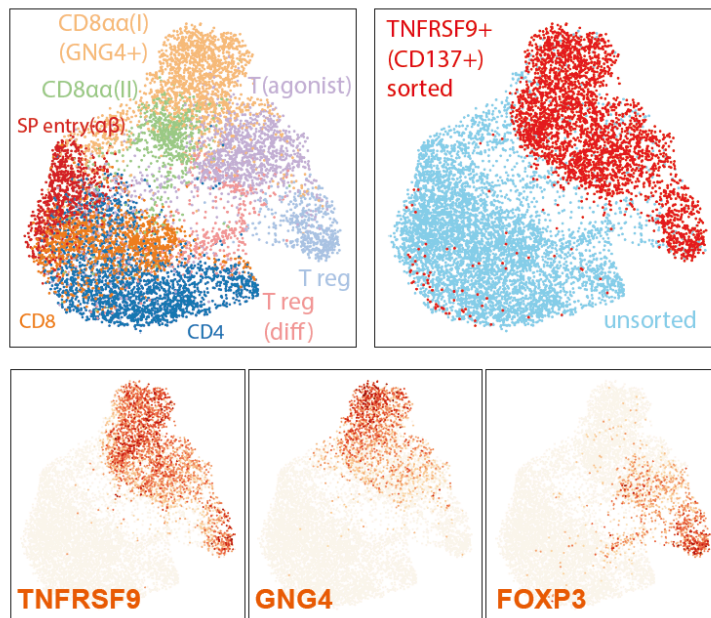 CD8αα(I)
(GNG4+)
CD8αα(II)
T(agonist)
SP entry(αβ)
T reg
T reg
(diff)
CD8
CD4
TNFRSF9+
(CD137+)
sorted
unsorted
TNFRSF9
GNG4
FOXP3